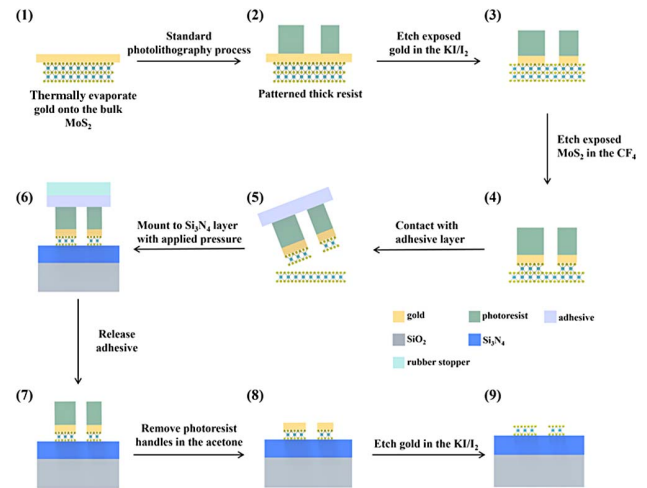 (1)
Thermally evaporate
gold onto the bulk
MoS₂
Standard
photolithography process
(2)
Patterned thick resist
Etch exposed
gold in the KI/I₂
(3)
Etch exposed
MoS₂ in the CF₄
(4)
Contact with
adhesive layer
(5)
Mount to Si₃N₄ layer
with applied pressure
(6)
gold
photoresist
adhesive
SiO₂
Si₃N₄
rubber stopper
Release
adhesive
(7)
Remove photoresist
handles in the acetone
(8)
Etch gold in the KI/I₂
(9)